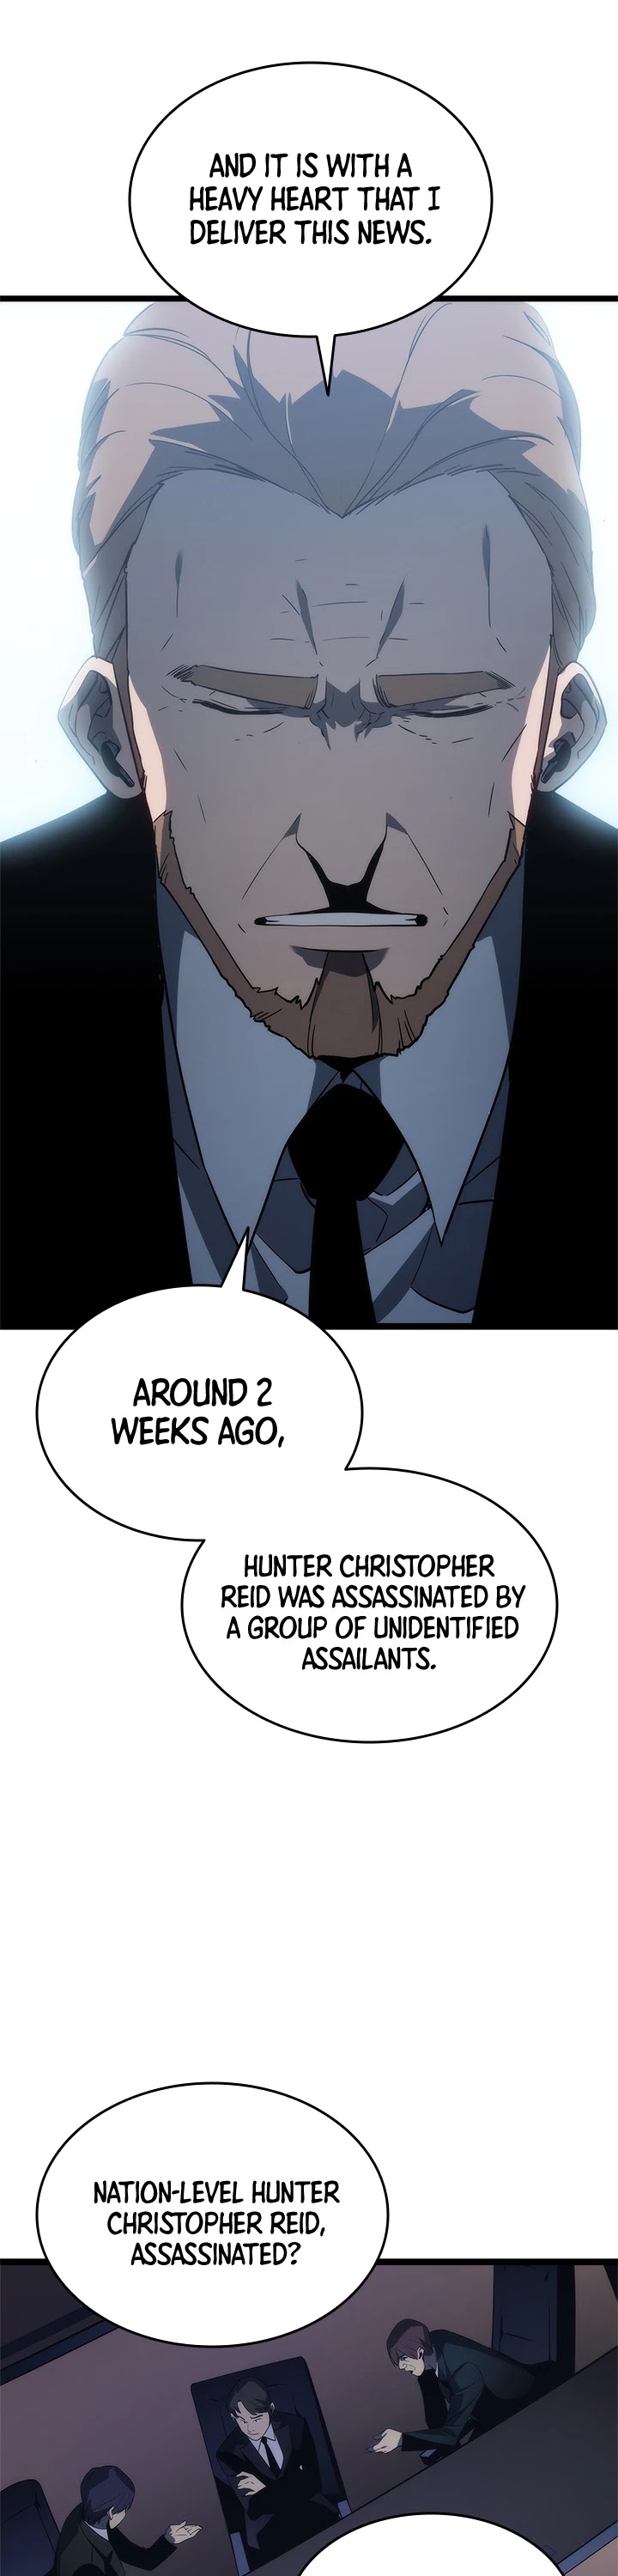 AND IT IS WITH A
HEAVY HEART THAT I
DELIVER THIS NEWS.
AROUND 2
WEEKS AGO,
HUNTER CHRISTOPHER
REID WAS ASSASSINATED BY
A GROUP OF UNIDENTIFIED
ASSAILANTS.
NATION-LEVEL HUNTER
CHRISTOPHER REID,
ASSASSINATED?